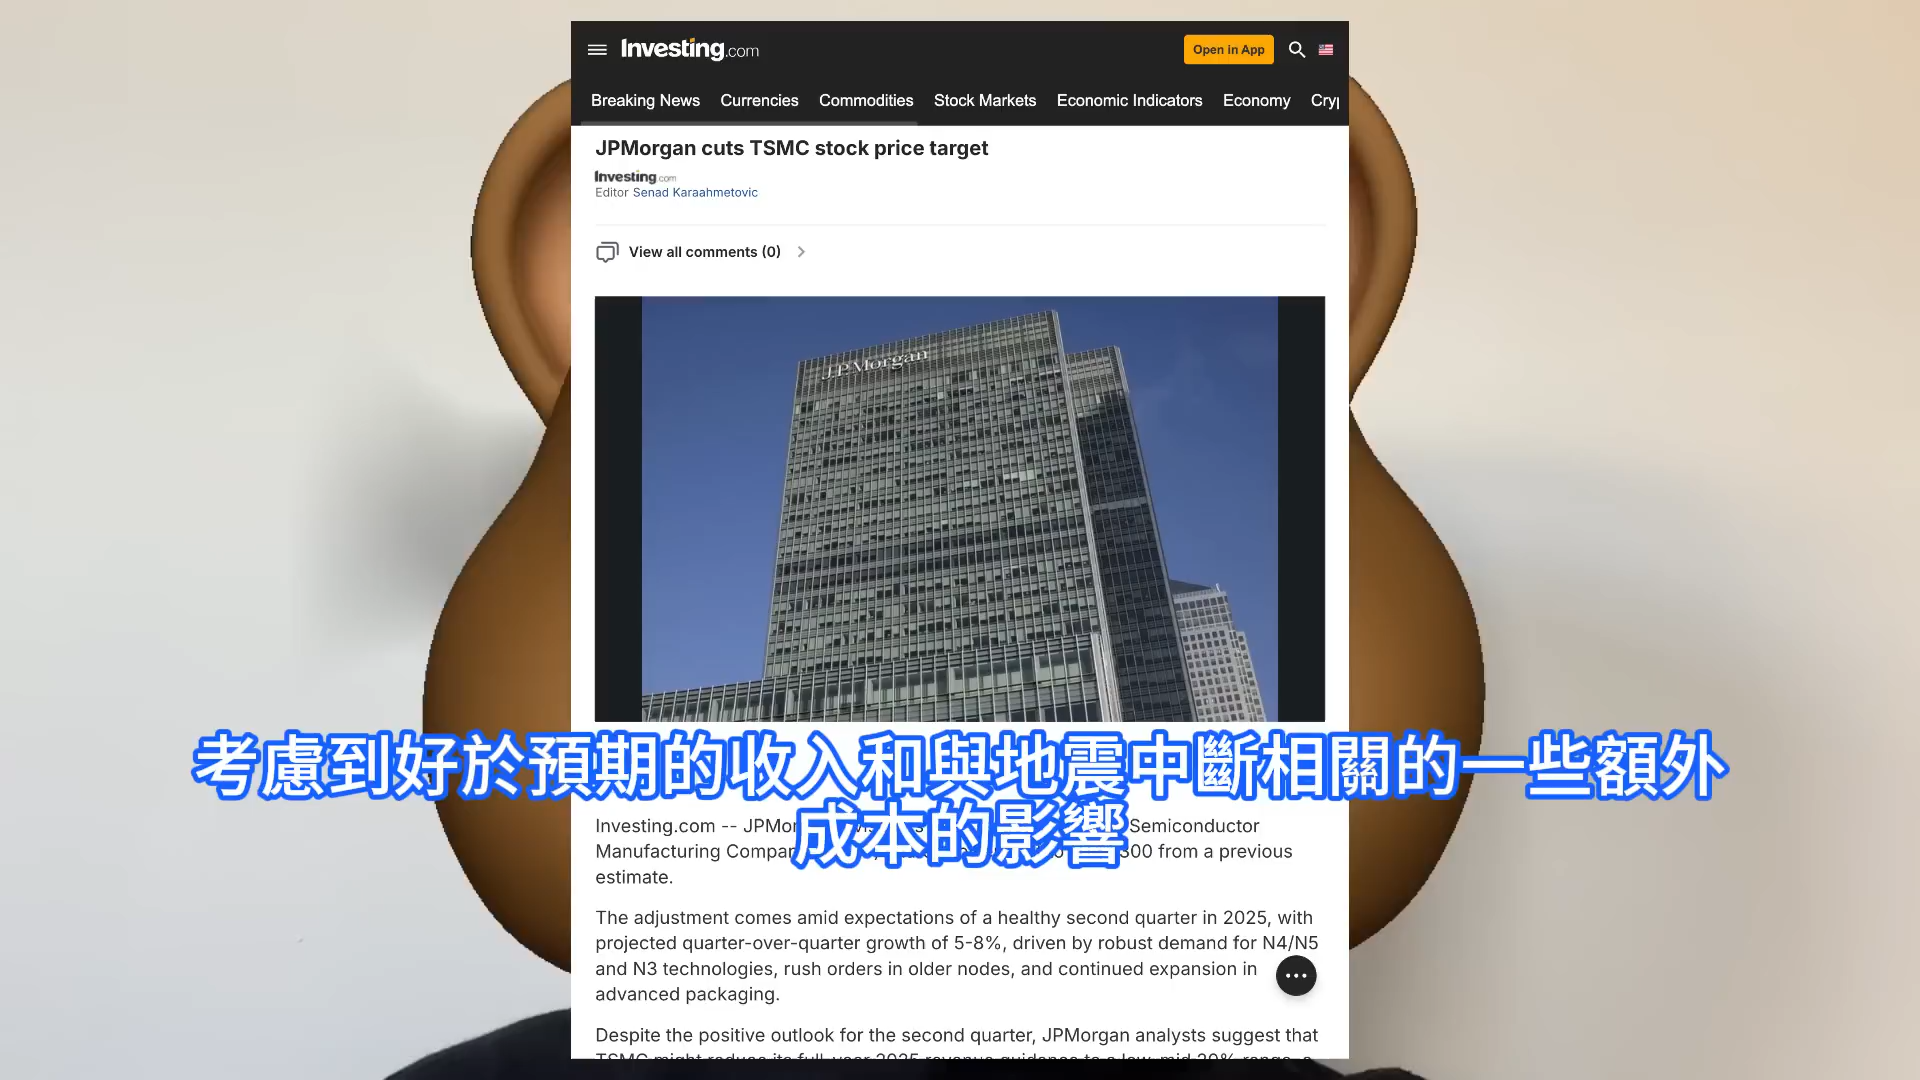 Investing.com
Open in App
Breaking News Currencies Commodities Stock Markets Economic Indicators Economy
JPMorgan cuts TSMC stock price target
Investing.com
Editor Senad Karaahmetovic
View all comments (0)
J.P.Morgan
考慮到好於預期的收入和與地震中斷相關的一些額外
成本的影響
Investing.com -- Semiconductor
Manufacturing 300 from a previous
estimate.
The adjustment comes amid expectations of a healthy second quarter in 2025, with
projected quarter-over-quarter growth of 5-8%, driven by robust demand for N4/N5
and N3 technologies, rush orders in older nodes, and continued expansion in
advanced packaging.
Despite the positive outlook for the second quarter, JPMorgan analysts suggest that